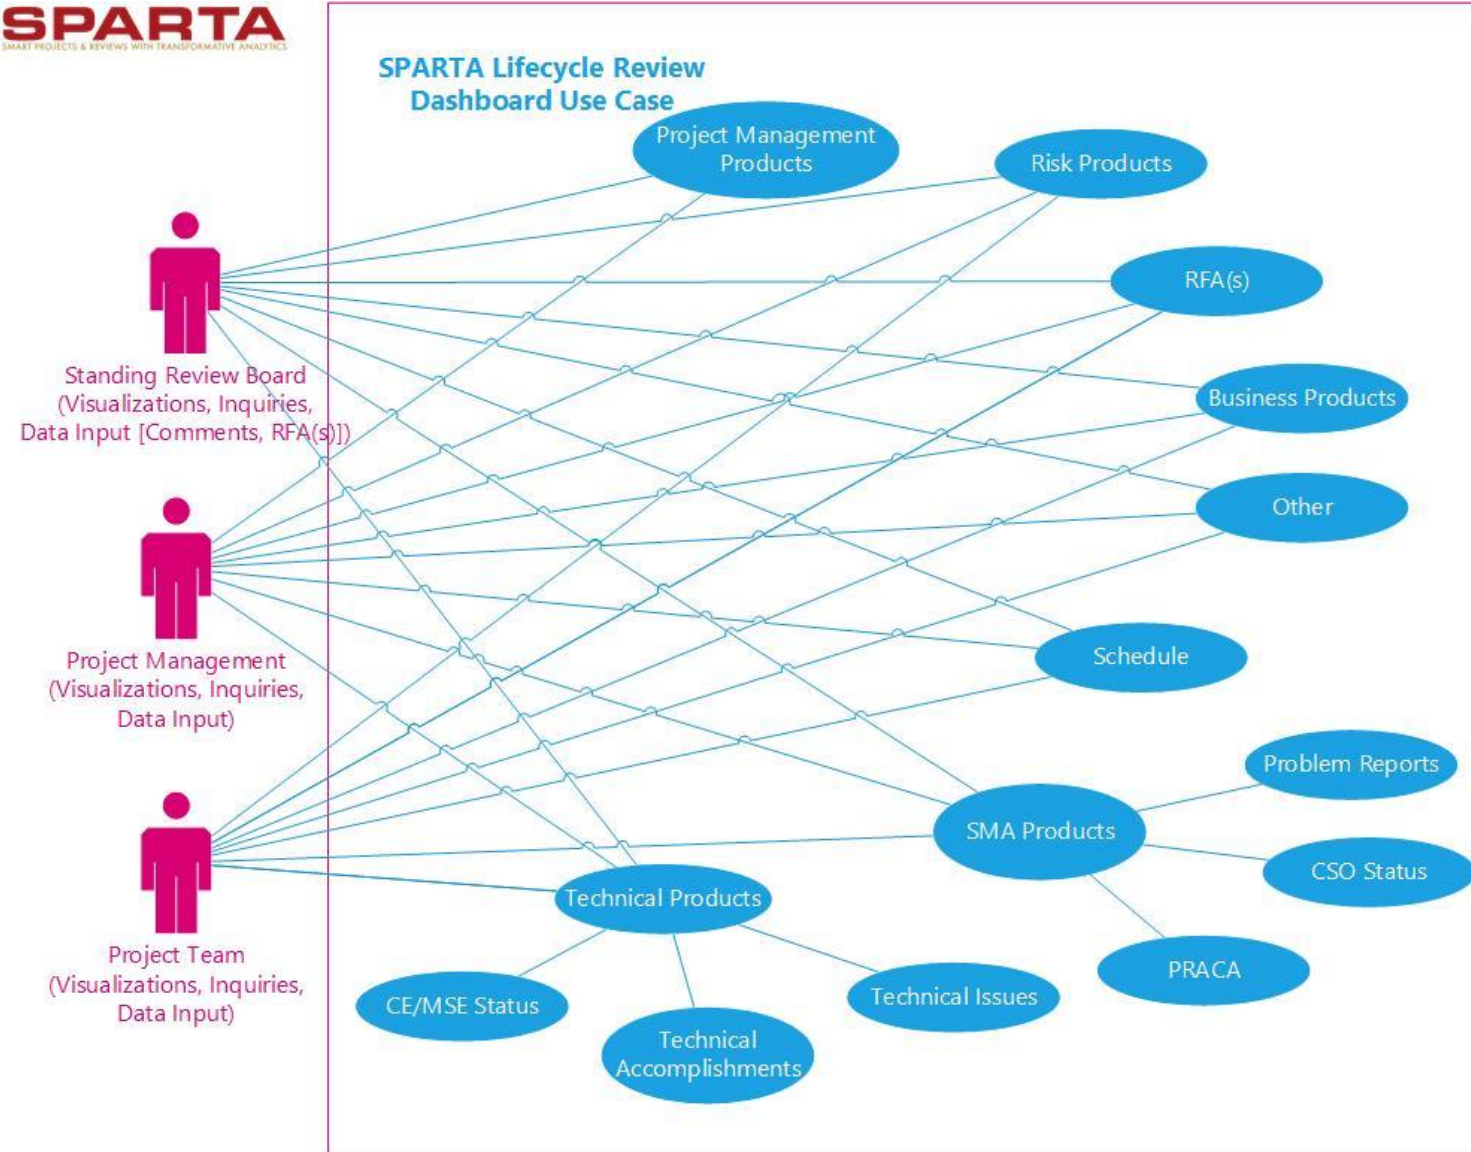 SPARTA
SMART PROJECTS & REVIEWS WITH TRANSFORMATIVE ANALYTICS
SPARTA Lifecycle Review
Dashboard Use Case
Project Management
Products
Risk Products
RFA(s)
Business Products
Other
Schedule
Problem Reports
SMA Products
CSO Status
PRACA
Technical Products
CE/MSE Status
Technical
Accomplishments
Technical Issues
Standing Review Board
(Visualizations, Inquiries,
Data Input [Comments, RFA(s)])
Project Management
(Visualizations, Inquiries,
Data Input)
Project Team
(Visualizations, Inquiries,
Data Input)